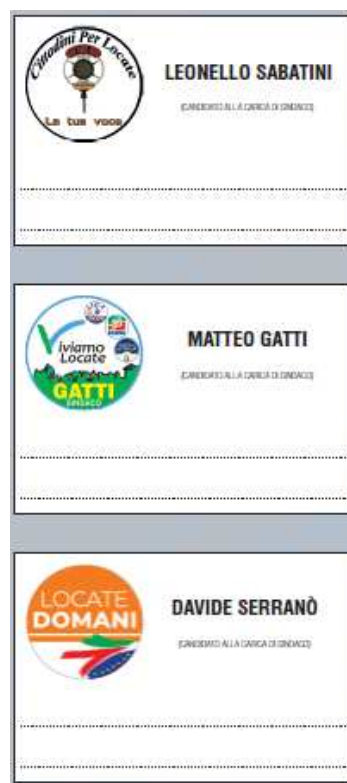 Cittadini Per Locate
La tua voce
LEONELLO SABATINI
(CANDIDATO ALLA CARICA DI SINDACO)
Viviamo
Locate
GATTI
SINDACO
MATTEO GATTI
(CANDIDATO ALLA CARICA DI SINDACO)
LOCATE
DOMANI
DAVIDE SERRANÒ
(CANDIDATO ALLA CARICA DI SINDACO)